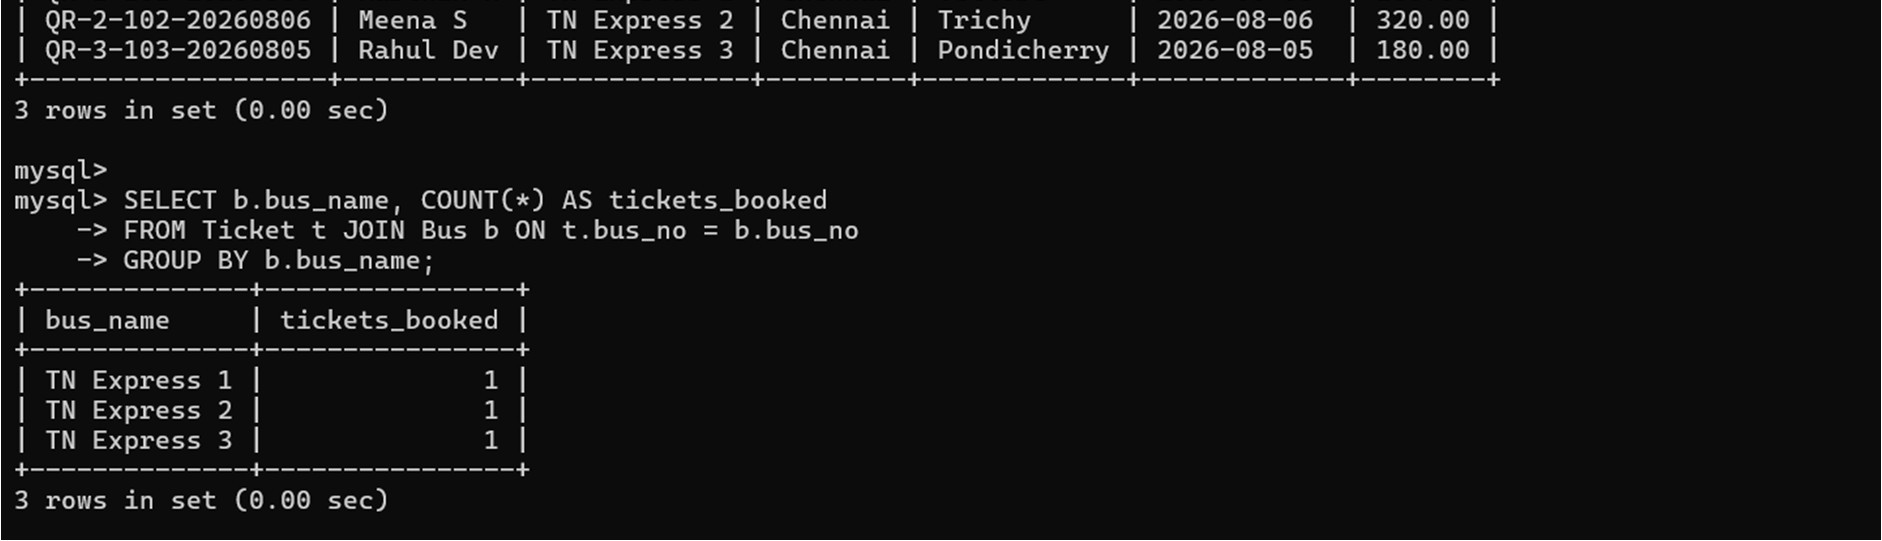 | QR-2-102-20260806 | Meena S   | TN Express 2 | Chennai | Trichy      | 2026-08-06  | 320.00 |
| QR-3-103-20260805 | Rahul Dev | TN Express 3 | Chennai | Pondicherry | 2026-08-05  | 180.00 |
+-------------------+-----------+--------------+---------+-------------+-------------+--------+
3 rows in set (0.00 sec)
mysql>
mysql> SELECT b.bus_name, COUNT(*) AS tickets_booked
    -> FROM Ticket t JOIN Bus b ON t.bus_no = b.bus_no
    -> GROUP BY b.bus_name;
+--------------+----------------+
| bus_name     | tickets_booked |
+--------------+----------------+
| TN Express 1 |              1 |
| TN Express 2 |              1 |
| TN Express 3 |              1 |
+--------------+----------------+
3 rows in set (0.00 sec)